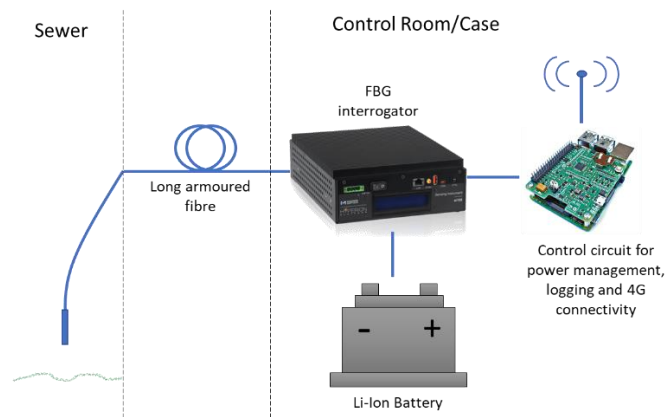 Sewer
Control Room/Case
FBG
interrogator
Long armoured
fibre
Control circuit for
power management,
logging and 4G
connectivity
- +
Li-Ion Battery